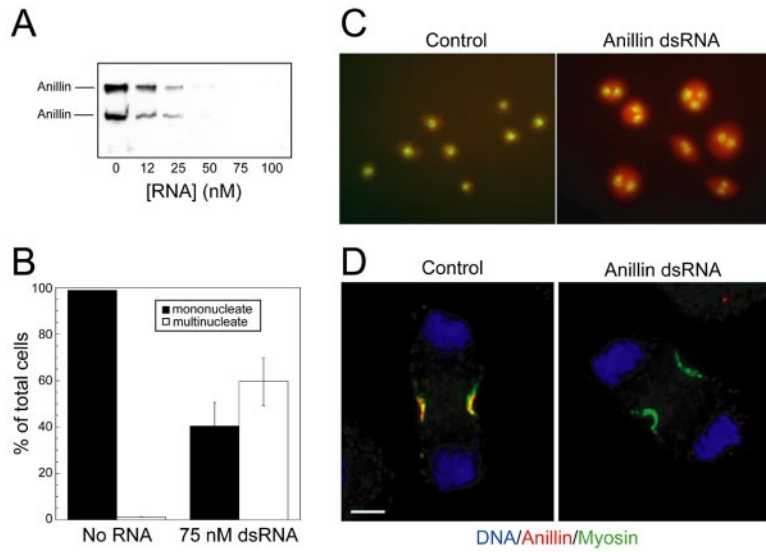 A
Anillin
Anillin
0 12 25 50 75 100
[RNA] (nM)
B
100
80
60
40
20
0
% of total cells
mononucleate
multinucleate
No RNA 75 nM dsRNA
C
Control Anillin dsRNA
D
Control Anillin dsRNA
DNA/Anillin/Myosin